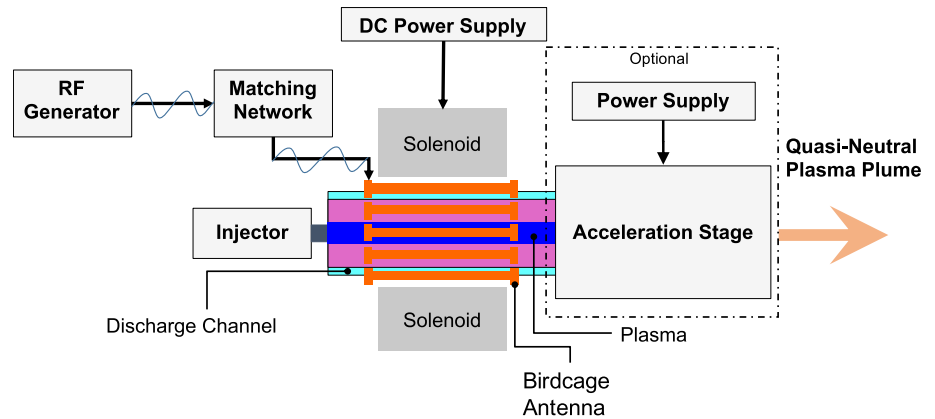 DC Power Supply
Optional
RF
Generator
Matching
Network
Power Supply
Solenoid
Quasi-Neutral
Plasma Plume
Injector
Acceleration Stage
Solenoid
Discharge Channel
Plasma
Birdcage
Antenna